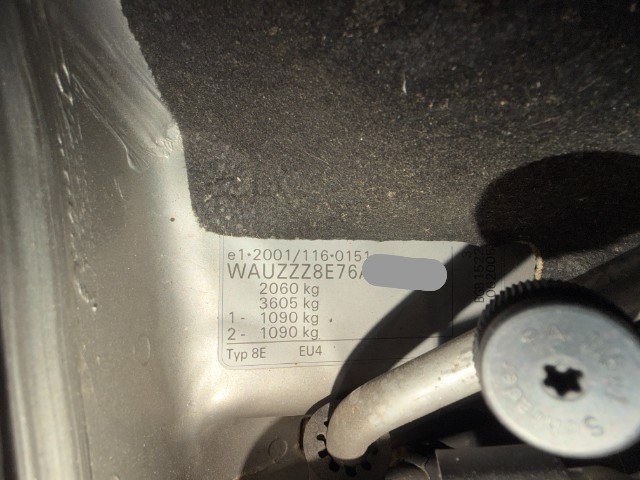 e1*2001/116*0151
WAUZZZ8E76A
2060 kg
3605 kg
1 - 1090 kg
2 - 1090 kg
Typ 8E EU4